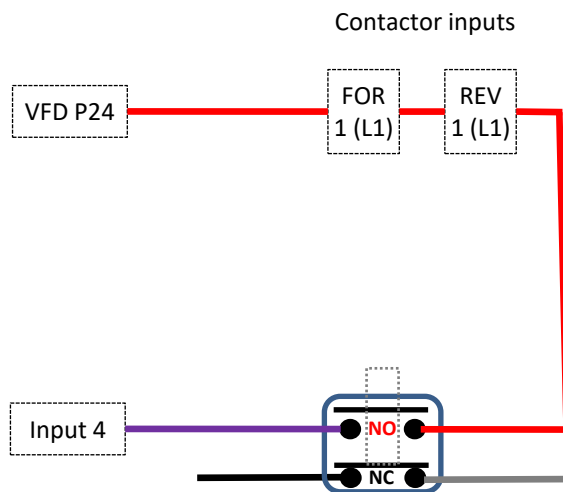 Contactor inputs
VFD P24
FOR
1 (L1)
REV
1 (L1)
Input 4
NO
NC